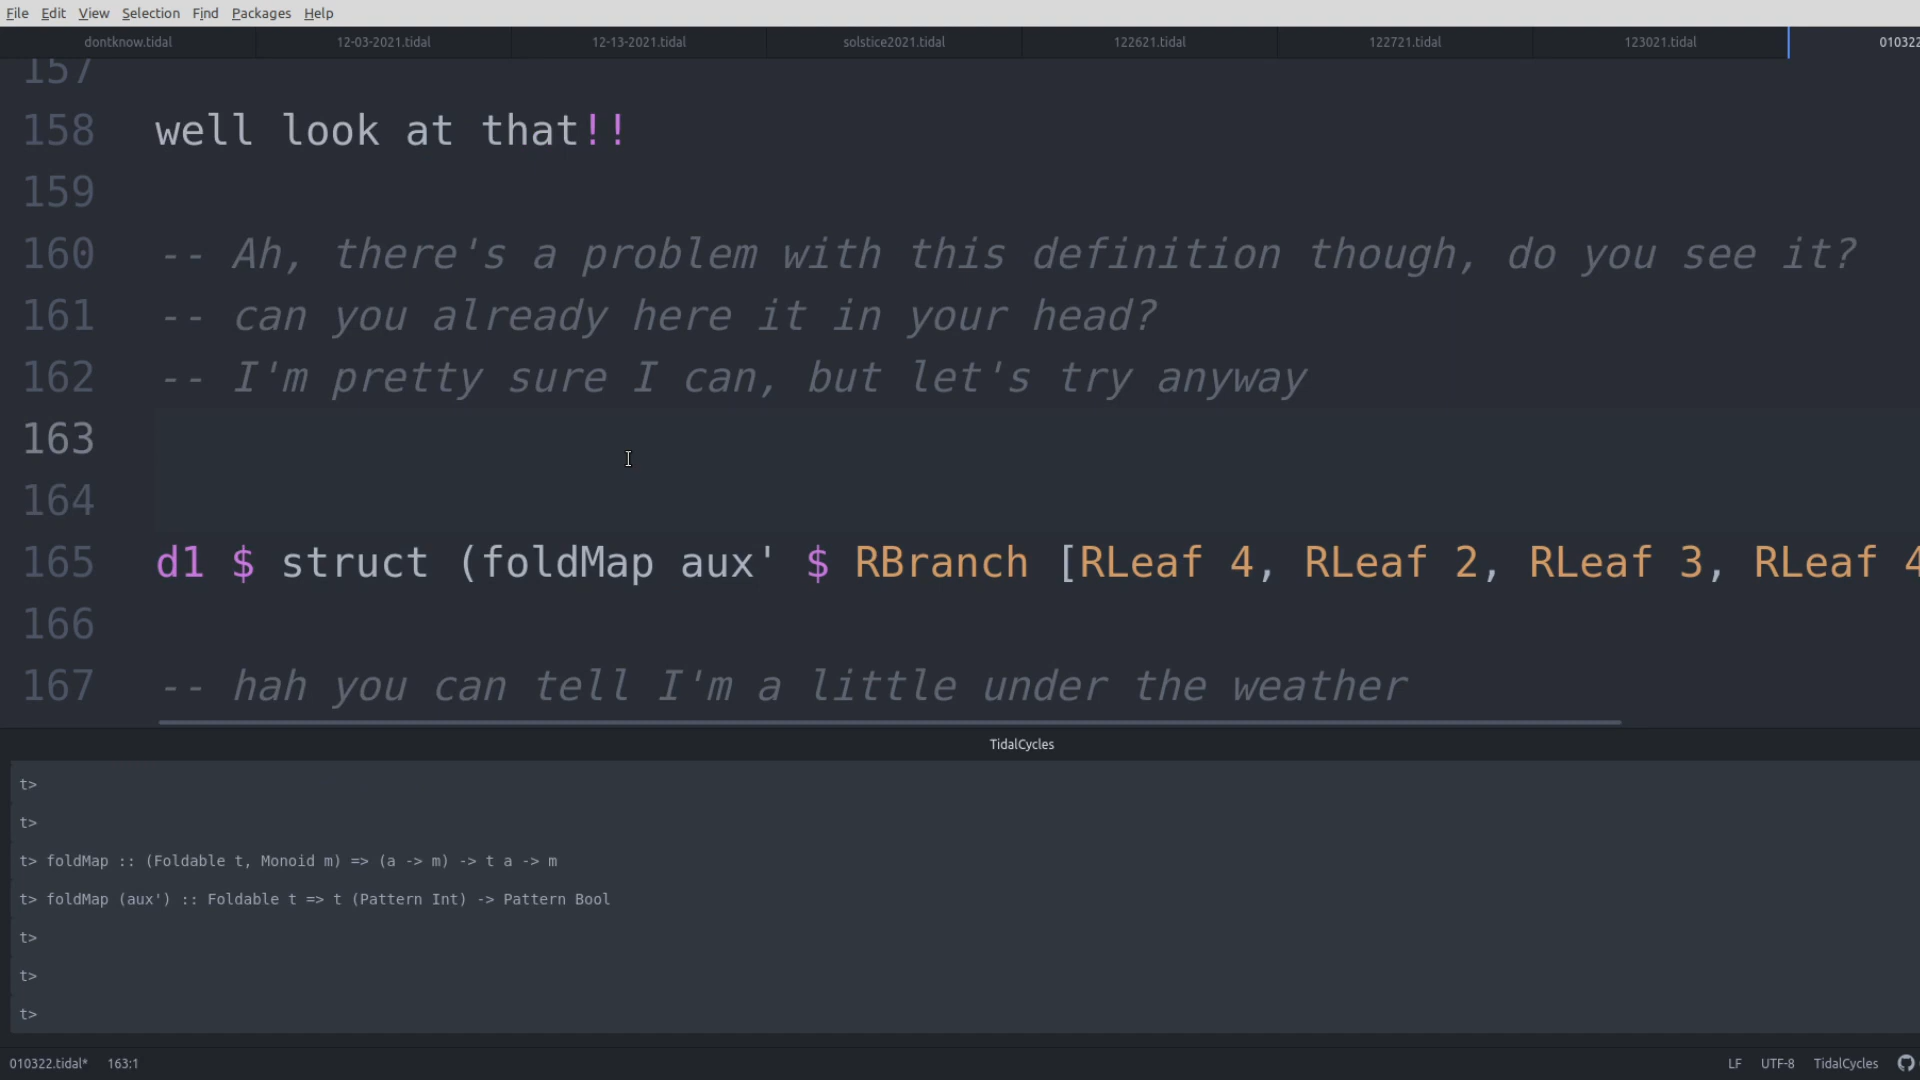 File Edit View Selection Find Packages Help
dontknow.tidal 12-03-2021.tidal 12-13-2021.tidal solstice2021.tidal 122621.tidal 122721.tidal 123021.tidal 010322
157
158 well look at that!!
159
160 -- Ah, there's a problem with this definition though, do you see it?
161 -- can you already here it in your head?
162 -- I'm pretty sure I can, but let's try anyway
163
164
165 d1 $ struct (foldMap aux' $ RBranch [RLeaf 4, RLeaf 2, RLeaf 3, RLeaf 4
166
167 -- hah you can tell I'm a little under the weather
TidalCycles
t>
t>
t> foldMap :: (Foldable t, Monoid m) => (a -> m) -> t a -> m
t> foldMap (aux') :: Foldable t => t (Pattern Int) -> Pattern Bool
t>
t>
t>
010322.tidal* 163:1 LF UTF-8 TidalCycles